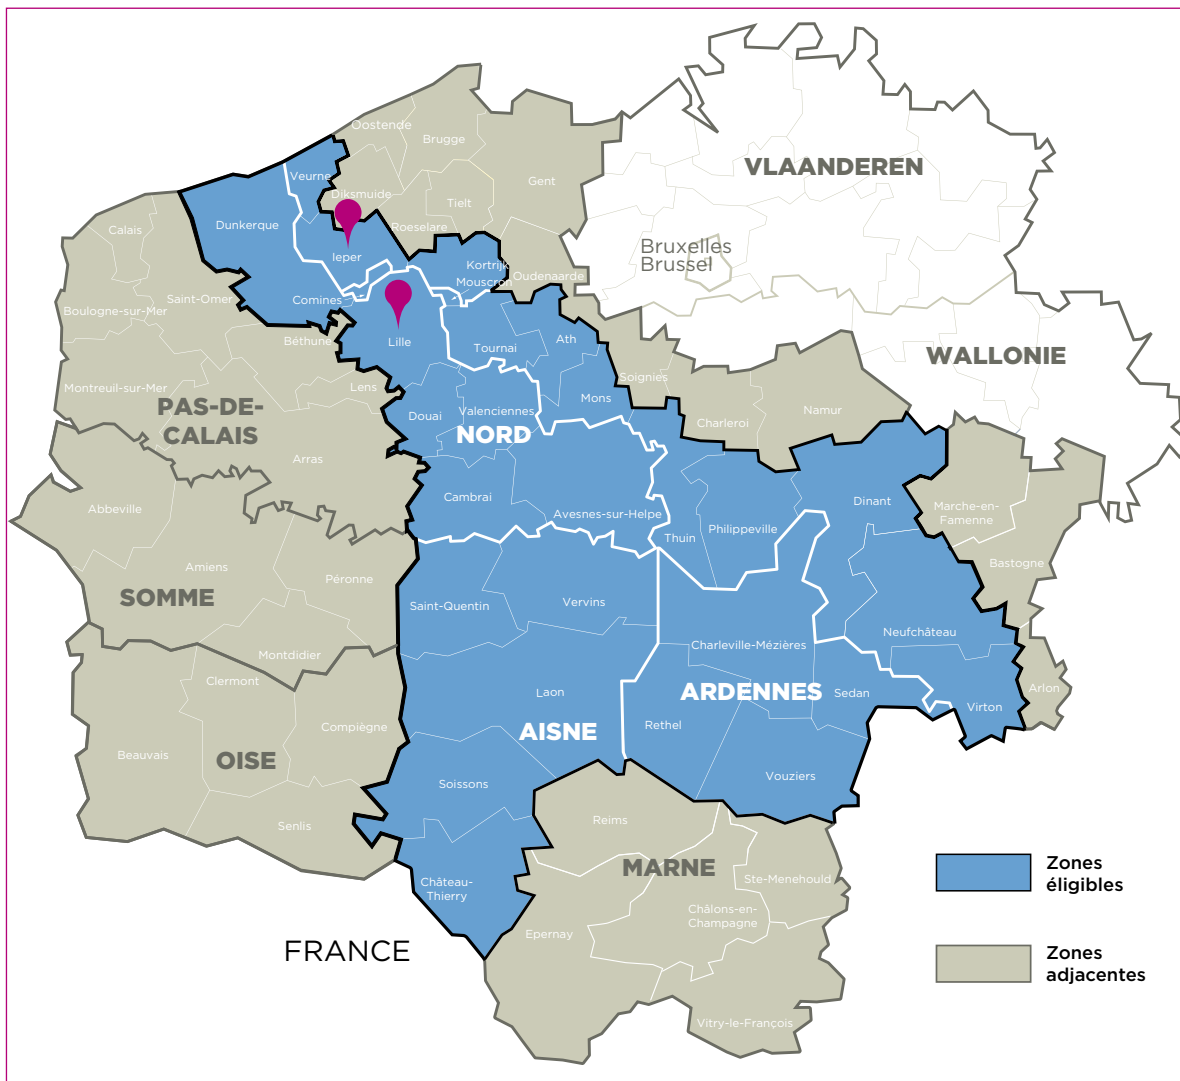 Oostende
Brugge
VLAANDEREN
Veurne
Gent
Diksmuide
Tielt
Dunkerque
Roeselare
Calais
Bruxelles
Brussel
Ieper
Kortrijk
Mouscron
Oudenaarde
Saint-Omer
Comines
Boulogne-sur-Mer
Béthune
Lille
Tournai
Ath
WALLONIE
Soignies
Montreuil-sur-Mer
Lens
PAS-DE-
CALAIS
Douai
Valenciennes
Mons
Namur
Charleroi
NORD
Arras
Cambrai
Dinant
Abbeville
Avesnes-sur-Helpe
Philippeville
Marche-en-
Famenne
Thuin
Bastogne
Amiens
Péronne
SOMME
Saint-Quentin
Vervins
Neufchâteau
Charleville-Mézières
Montdidier
Clermont
Laon
ARDENNES
Sedan
Arlon
Virton
Compiègne
AISNE
Rethel
Beauvais
OISE
Soissons
Vouziers
Senlis
Reims
MARNE
Zones
éligibles
Château-
Thierry
Ste-Menehould
Châlons-en-
Champagne
Epernay
FRANCE
Zones
adjacentes
Vitry-le-François